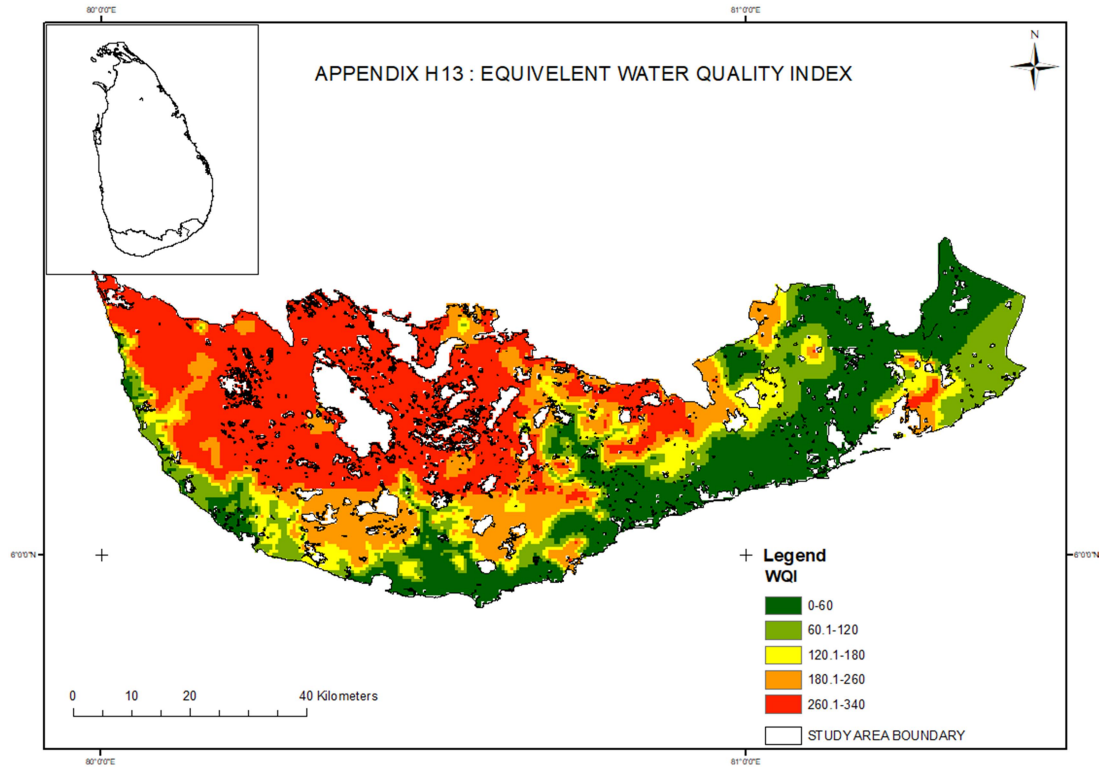 80°0'0"E
81°0'0"E
N
APPENDIX H13 : EQUIVELENT WATER QUALITY INDEX
6°0'0"N
6°0'0"N
Legend
WQI
0-60
60.1-120
120.1-180
180.1-260
260.1-340
STUDY AREA BOUNDARY
0 10 20 40 Kilometers
80°0'0"E
81°0'0"E